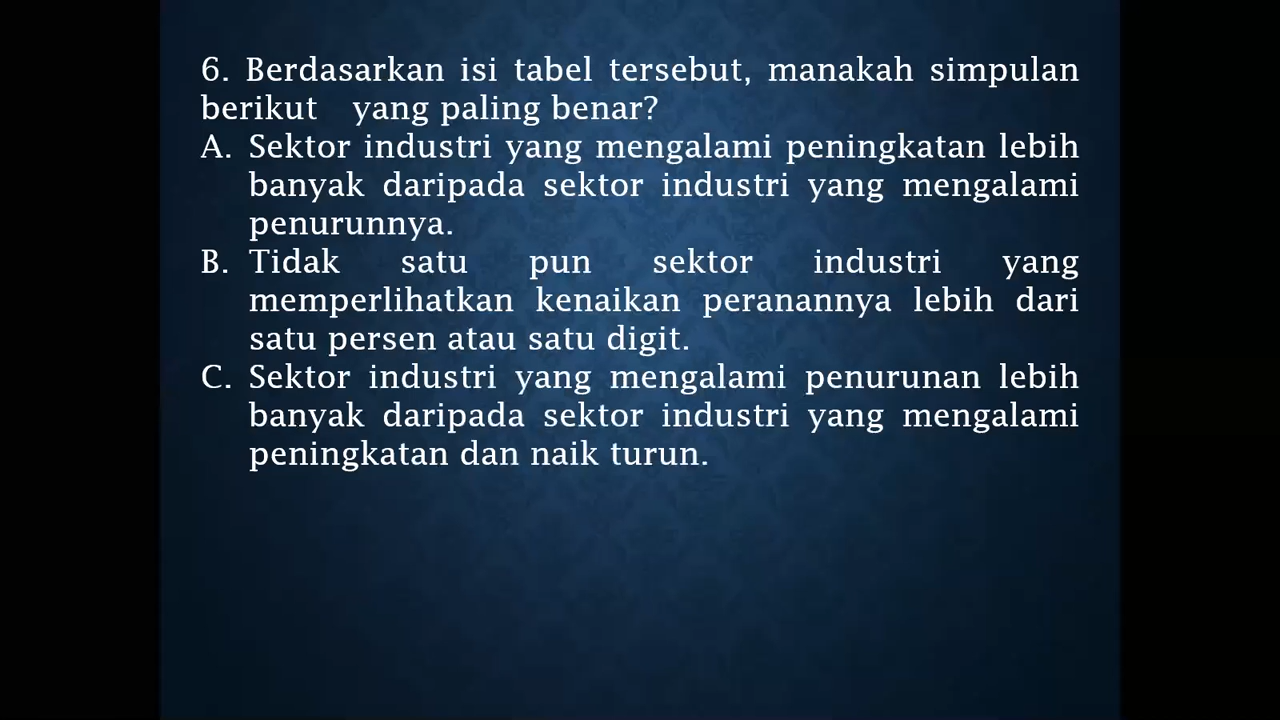 6. Berdasarkan isi tabel tersebut, manakah simpulan
berikut yang paling benar?
A. Sektor industri yang mengalami peningkatan lebih
banyak daripada sektor industri yang mengalami
penurunnya.
B. Tidak satu pun sektor industri yang
memperlihatkan kenaikan peranannya lebih dari
satu persen atau satu digit.
C. Sektor industri yang mengalami penurunan lebih
banyak daripada sektor industri yang mengalami
peningkatan dan naik turun.